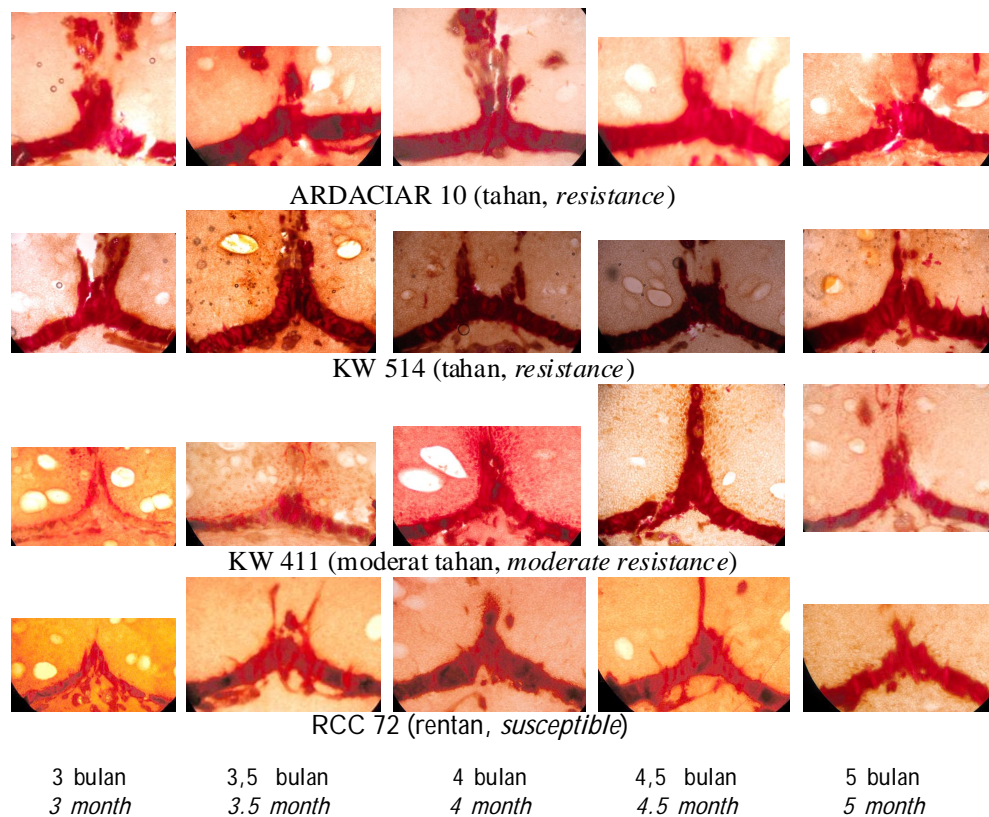 ARDACIAR 10 (tahan, resistance)
KW 514 (tahan, resistance)
KW 411 (moderat tahan, moderate resistance)
RCC 72 (rentan, susceptible)
3 bulan 3,5 bulan 4 bulan 4,5 bulan 5 bulan
3 month 3.5 month 4 month 4.5 month 5 month